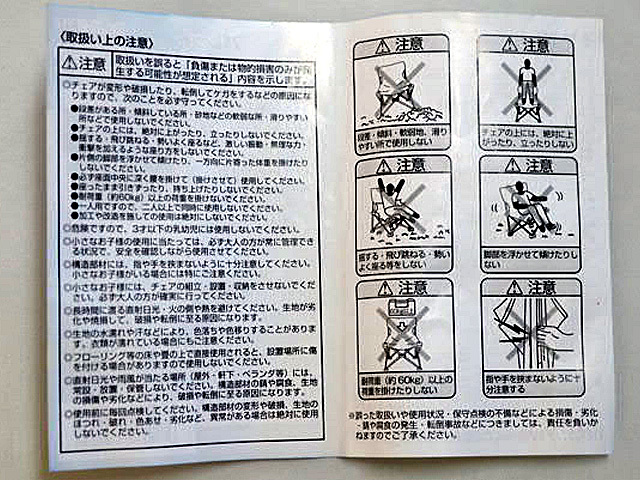 〈取扱い上の注意〉
⚠注意
取扱いを誤ると「負傷または物的損害のみが発
生する可能性が想定される」内容を示します。
◇チェアが変形や破損したり、転倒してケガをするなどの原因にな
りますので、次のことを必ず守ってください。
●段差がある所・傾斜している所・砂地などの軟弱な所・滑りやすい
所などで使用しないでください。
●チェアの上には、絶対に上がったり、立ったりしないでください。
●揺する・飛び跳ねる・勢いよく座るなど、激しい振動・無理な力・
衝撃を加えるような座り方をしないでください。
●片側の脚部を浮かせて傾けたり、一方向に片寄った体重を掛けたり
しないでください。
●必ず座面中央に深く腰を下ろして（掛けさせて）使用してください。
●座ったまま引きずったり、持ち上げたりしないでください。
●耐荷重（約60kg）以上の荷重を掛けないでください。
●一人用ですので、二人以上で同時に使用しないでください。
●加工や改造を施しての使用は絶対にしないでください。
◇危険ですので、3才以下の乳幼児には使用しないでください。
◇小さなお子様の使用に当たっては、必ず大人の方が常に管理でき
る状況で、安全を確認しながら使用させてください。
◇構造部材には、指や手を挟まないように十分注意してください。
小さなお子様がいる場合には特にご注意ください。
◇小さなお子様には、チェアの組立・設置・収納をさせないでくだ
さい。必ず大人の方が確実に行ってください。
◇長時間に渡る直射日光・火の側や熱を避けてください。生地が劣
化や焼損して、破損や転倒に至る原因になります。
◇生地の水濡れや汗などにより、色落ちや色移りすることがありま
す。衣類が濡れている場合にもご注意ください。
◇フローリング等の床や畳の上で直接使用されると、設置場所に傷
を付ける場合がありますので使用しないでください。
◇直射日光や雨風が当たる場所（屋外・軒下・ベランダ等）には、
常設・放置・保管しないでください。構造部材の錆や腐食、生地
の損傷や劣化などにより、破損や転倒に至る原因になります。
◇使用前に毎回点検してください。構造部材の変形や破損、生地の
ほつれ・破れ・色あせ・劣化など、異常がある場合は絶対に使用
しないでください。
⚠注意
段差・傾斜・軟弱地、滑り
やすい所で使用しない
⚠注意
チェアの上には、絶対に上
がったり、立ったりしない
⚠注意
揺する・飛び跳ねる・勢い
よく座る等をしない
⚠注意
脚部を浮かせて傾けたりし
ない
⚠注意
耐荷重（約60kg）以上の
荷重を掛けない
⚠注意
指や手を挟まないように十
分注意する
※誤った取扱いや使用状況・保守点検の不備などによる損傷・劣化
・錆や腐食の発生・転倒事故などにつきましては、責任を負いか
ねますのでご了承ください。